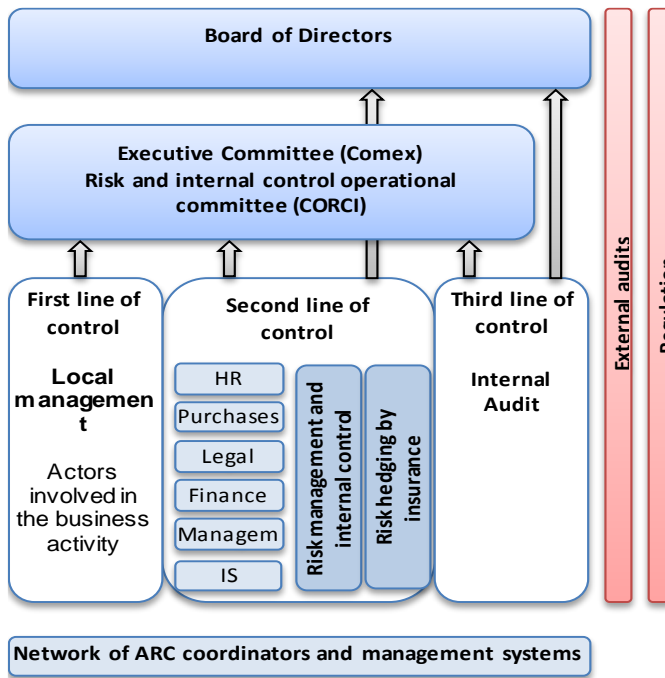 Board of Directors
Executive Committee (Comex)
Risk and internal control operational
committee (CORCI)
First line of
control
Local
managemen
t
Actors
involved in
the business
activity
Second line of
control
HR
Purchases
Legal
Finance
Managem
IS
Risk management and
internal control
Risk hedging by
insurance
Third line of
control
Internal
Audit
External audits
Network of ARC coordinators and management systems